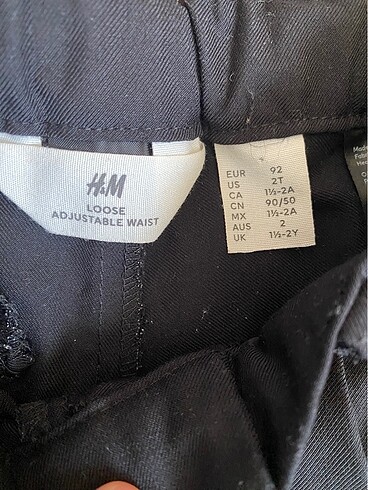 H&M
LOOSE
ADJUSTABLE WAIST
EUR 92
US 2T
CA 1½-2A
CN 90/50
MX 1½-2A
AUS 2
UK 1½-2Y
Made